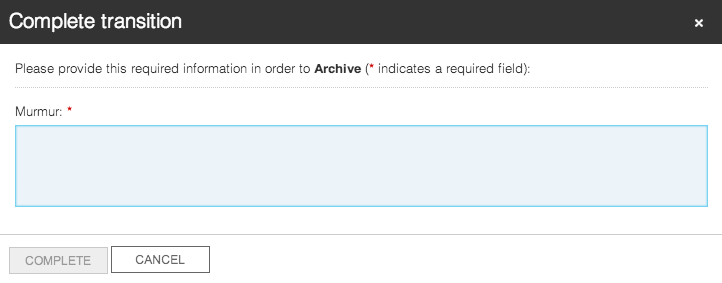 Complete transition ×
Please provide this required information in order to Archive (* indicates a required field):
Murmur: *
COMPLETE CANCEL